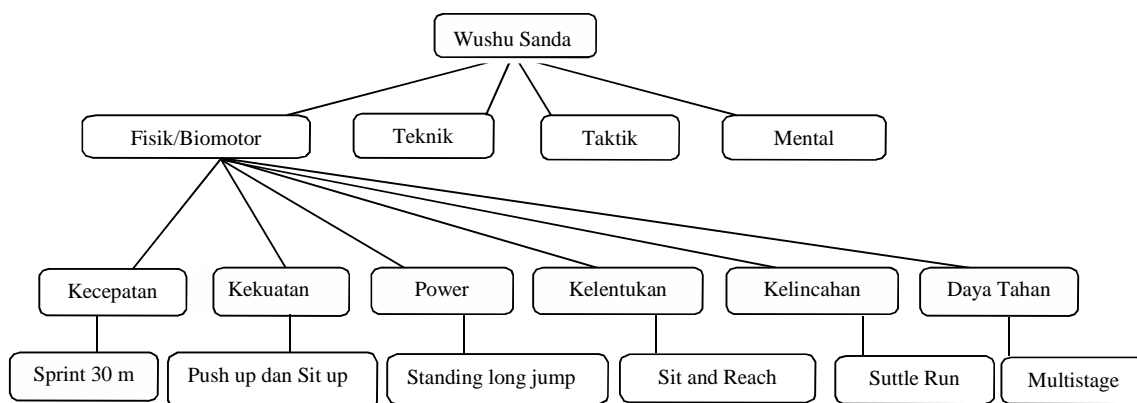 Wushu Sanda
Fisik/Biomotor
Teknik
Taktik
Mental
Kecepatan
Kekuatan
Power
Kelentukan
Kelincahan
Daya Tahan
Sprint 30 m
Push up dan Sit up
Standing long jump
Sit and Reach
Suttle Run
Multistage